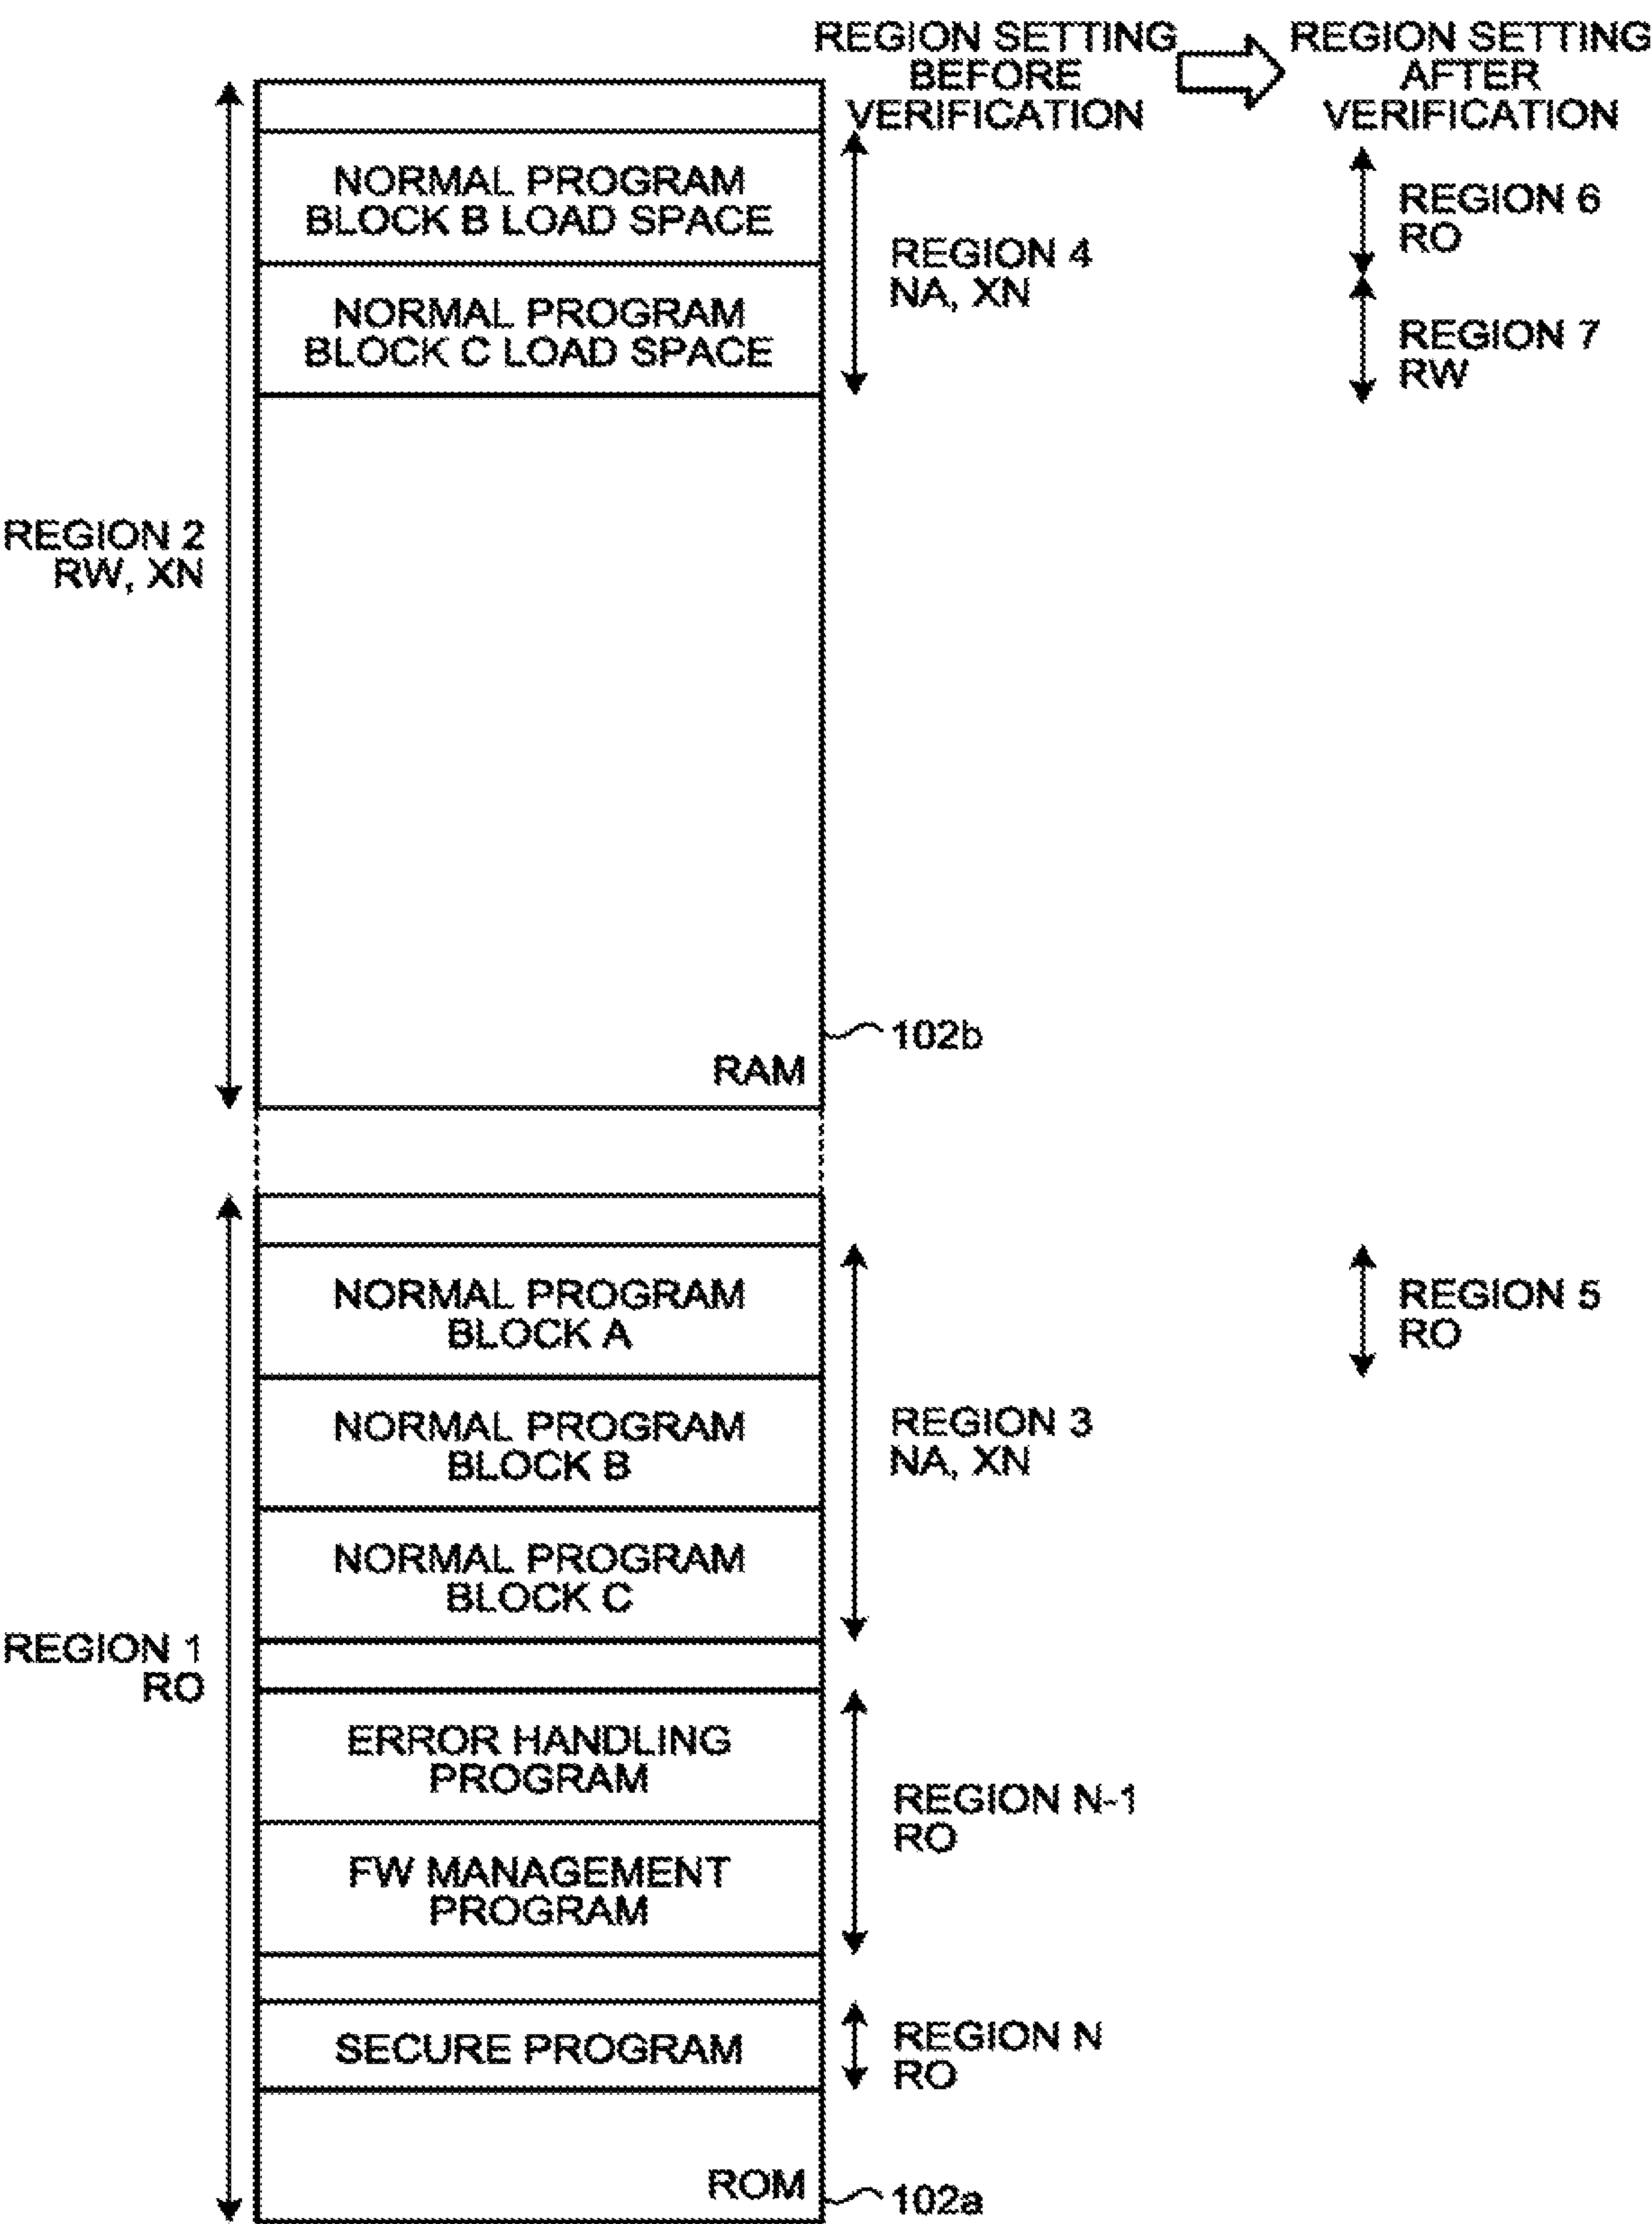 REGION SETTING
BEFORE
VERIFICATION
REGION SETTING
AFTER
VERIFICATION
NORMAL PROGRAM
BLOCK B LOAD SPACE
NORMAL PROGRAM
BLOCK C LOAD SPACE
REGION 4
NA, XN
REGION 6
RO
REGION 7
RW
REGION 2
RW, XN
102b
RAM
NORMAL PROGRAM
BLOCK A
NORMAL PROGRAM
BLOCK B
NORMAL PROGRAM
BLOCK C
REGION 3
NA, XN
REGION 5
RO
REGION 1
RO
ERROR HANDLING
PROGRAM
FW MANAGEMENT
PROGRAM
REGION N-1
RO
SECURE PROGRAM
REGION N
RO
ROM
102a